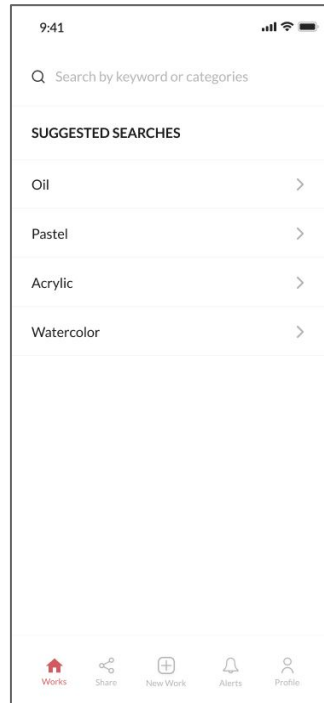 9:41
Search by keyword or categories
SUGGESTED SEARCHES
Oil
Pastel
Acrylic
Watercolor
Works Share New Work Alerts Profile